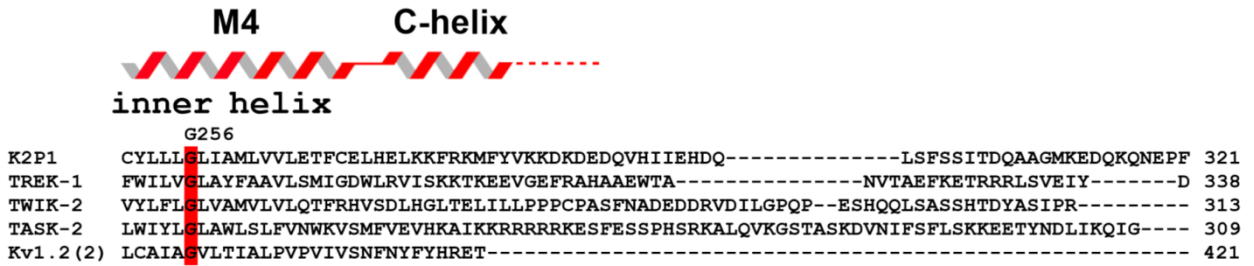 M4 C-helix
inner helix
G256
K2P1 CYLLLGLIAMLVVLETFCELHELKKFRKMFYVKKDKDEDQVHIIEHDQ--------------LSFSSITDQAAGMKEDQKQNEPF 321
TREK-1 FWILVGLAYFAAVLSMIGDWLRVISKKTKEEVGEFRAHAAEWTA---------------NVTAEFKETRRRLSVEIY-------D 338
TWIK-2 VYLFLGLVAMVLVLQTFRHVSDLHGLTELILLPPPCPASFNADEDDRVDILGPQP--ESHQQLSASSHTDYASIPR--------- 313
TASK-2 LWIYLGLAWLSLFVNWKVSMFVEVHKAIKKRRRRRKESFESSPHSRKALQVKGSTASKDVNIFSFLSKKEETYNDLIKQIG---- 309
Kv1.2(2) LCAIAGVLTIALPVPVIVSNFNYFYHRET-------------------------------------------------------- 421